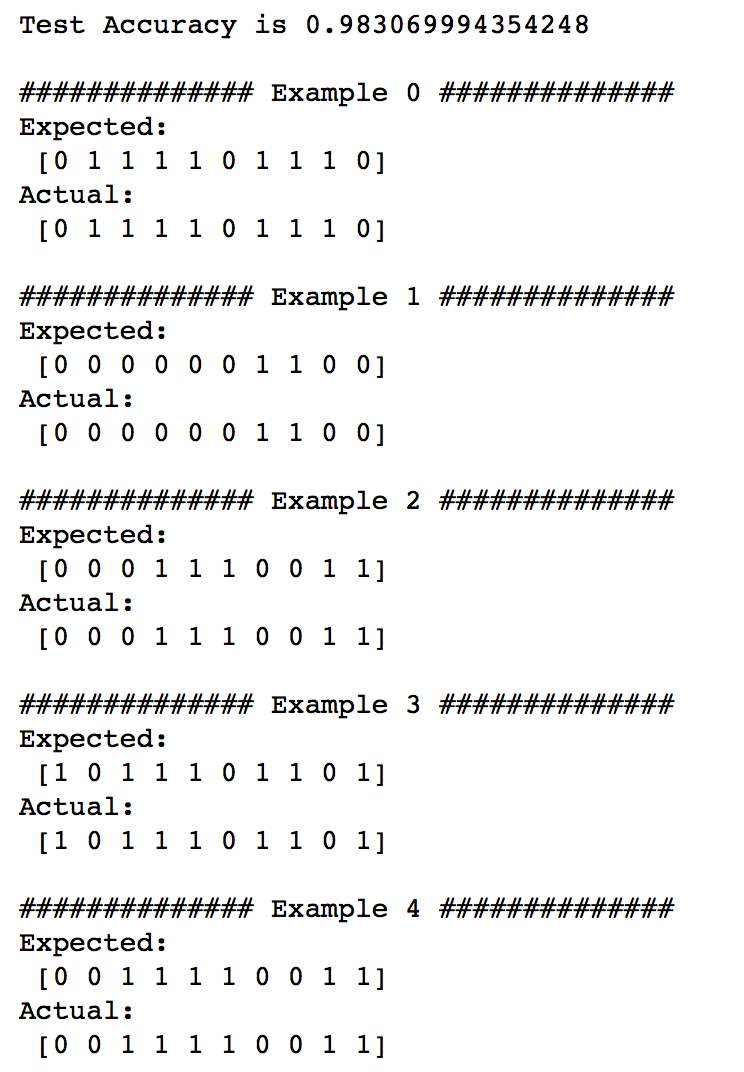 Test Accuracy is 0.983069994354248
############## Example 0 ##############
Expected:
[0 1 1 1 1 0 1 1 1 0]
Actual:
[0 1 1 1 1 0 1 1 1 0]
############## Example 1 ##############
Expected:
[0 0 0 0 0 0 1 1 0 0]
Actual:
[0 0 0 0 0 0 1 1 0 0]
############## Example 2 ##############
Expected:
[0 0 0 1 1 1 0 0 1 1]
Actual:
[0 0 0 1 1 1 0 0 1 1]
############## Example 3 ##############
Expected:
[1 0 1 1 1 0 1 1 0 1]
Actual:
[1 0 1 1 1 0 1 1 0 1]
############## Example 4 ##############
Expected:
[0 0 1 1 1 1 0 0 1 1]
Actual:
[0 0 1 1 1 1 0 0 1 1]